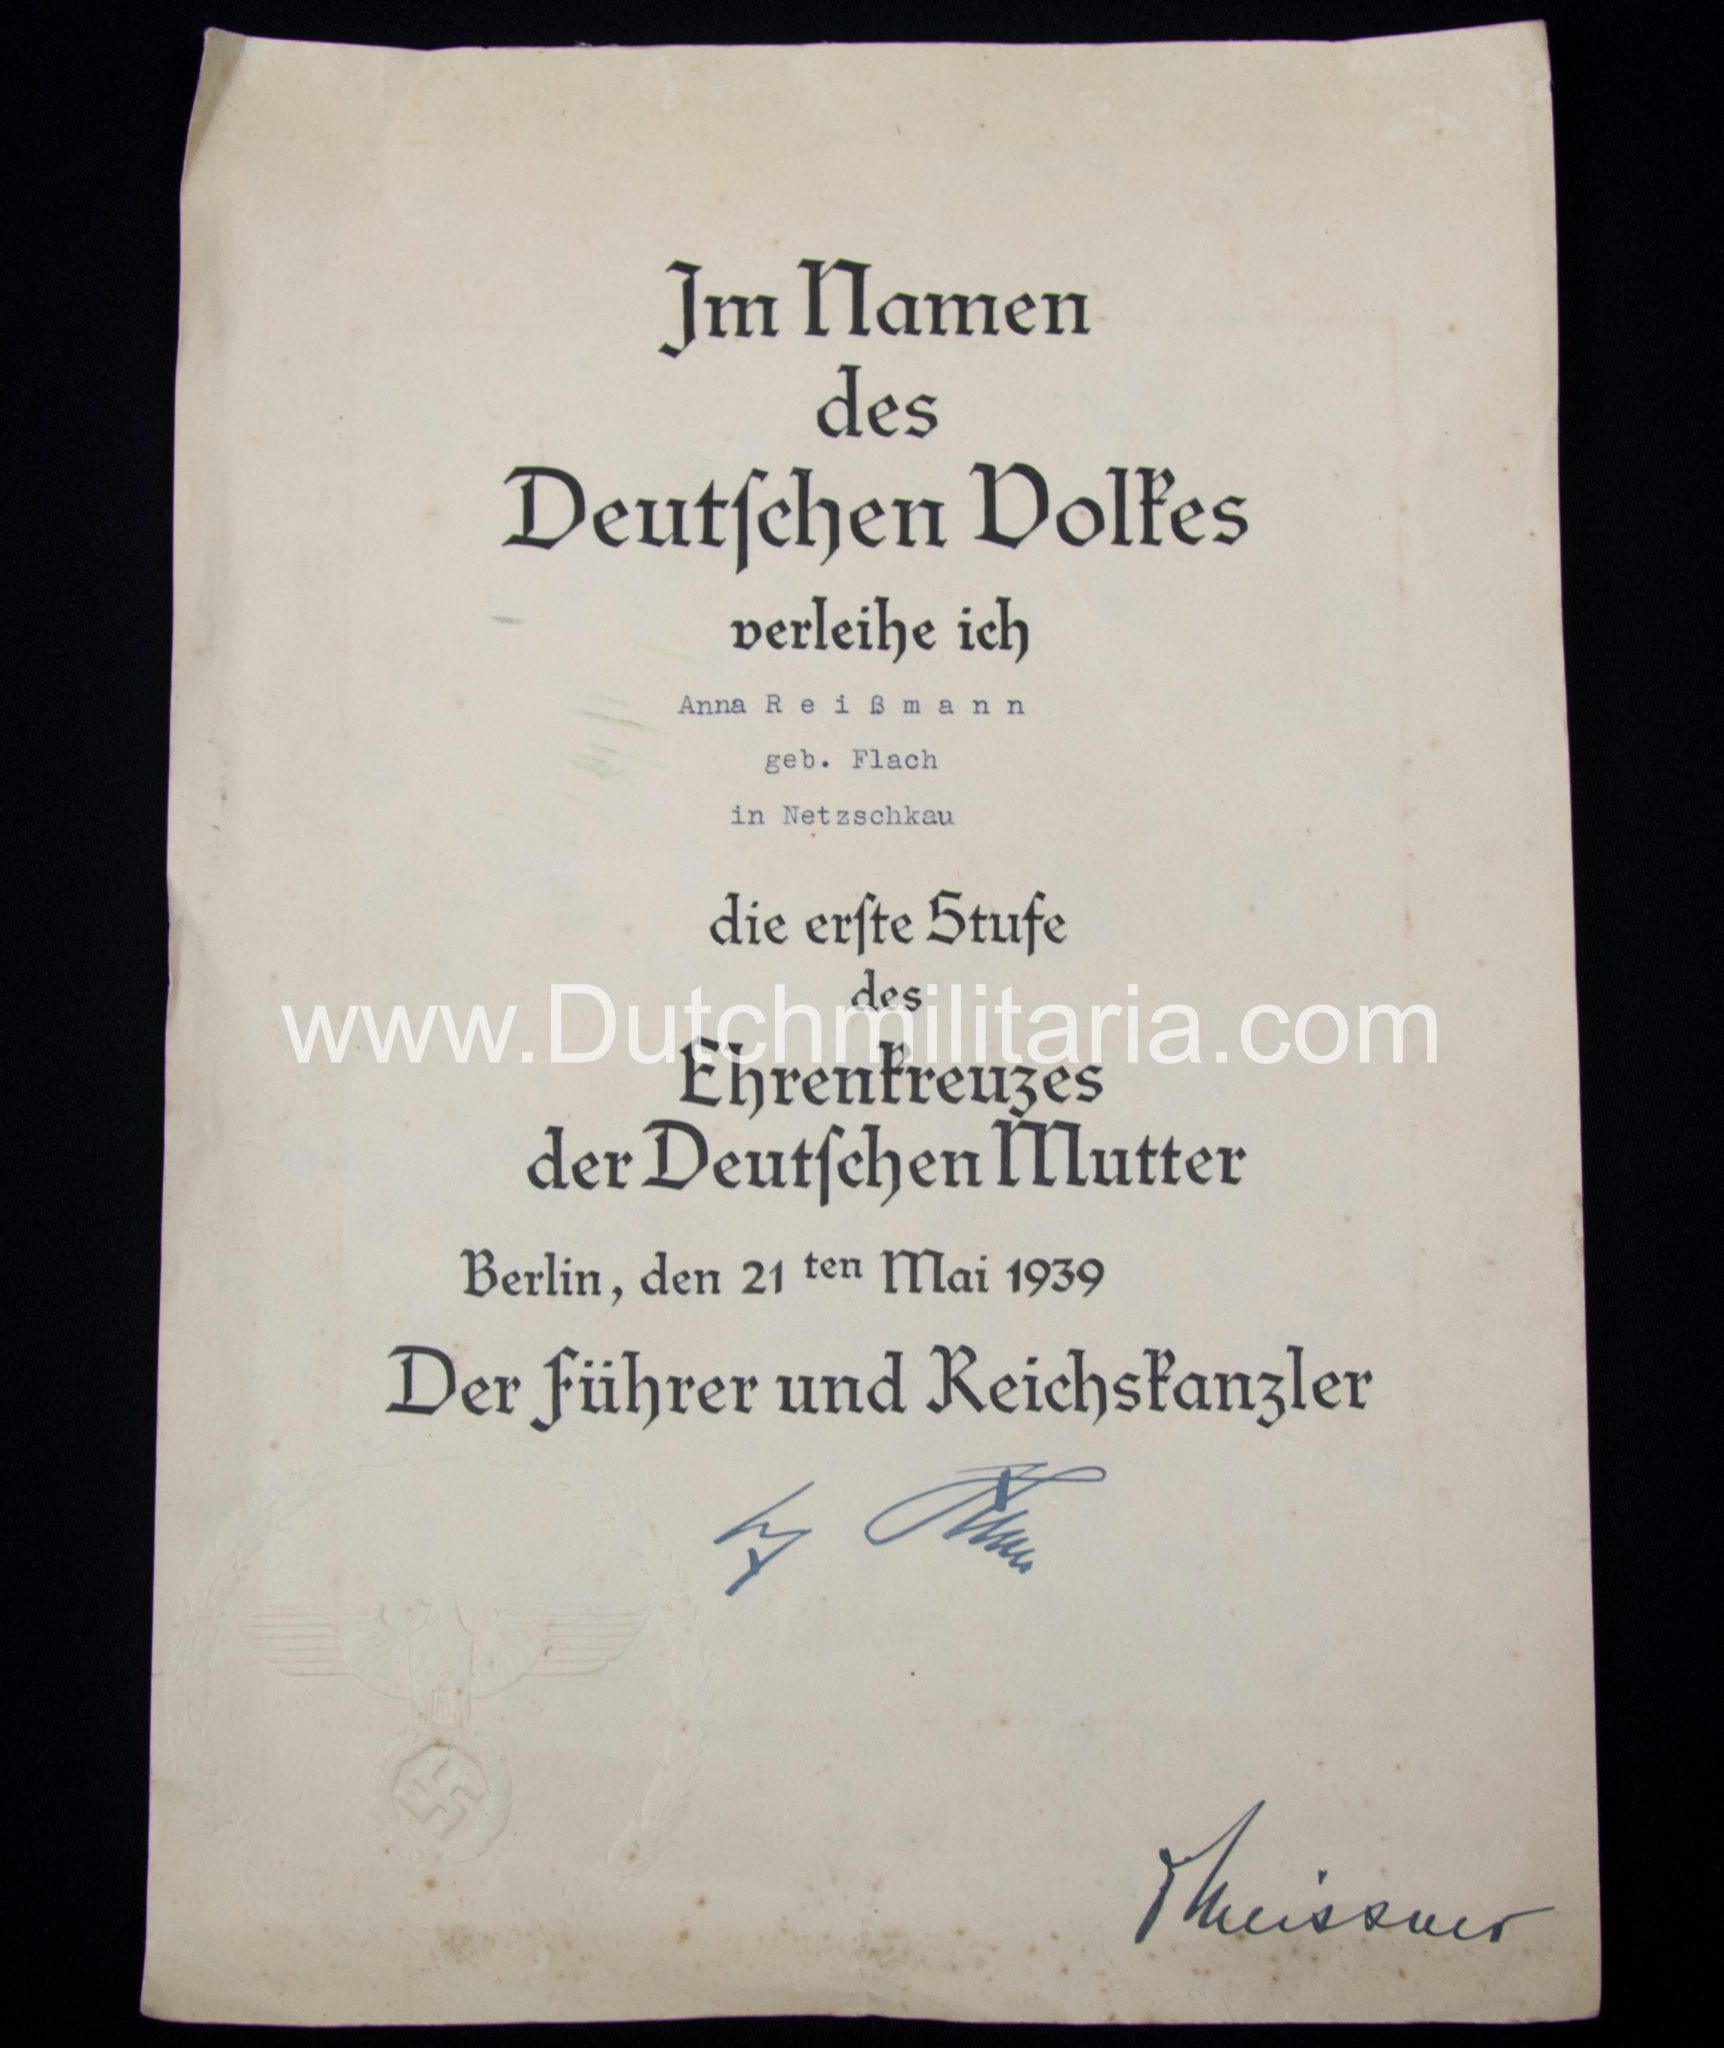 Im Namen
des
Deutſchen Volkes
verleihe ich
Anna Reißmann
geb. Flach
in Netzschkau
die erſte Stufe
des
www.Dutchmilitaria.com
Ehrenkreuzes
der Deutſchen Mutter
Berlin, den 21 ten Mai 1939
Der Führer und Reichskanzler
Meissner